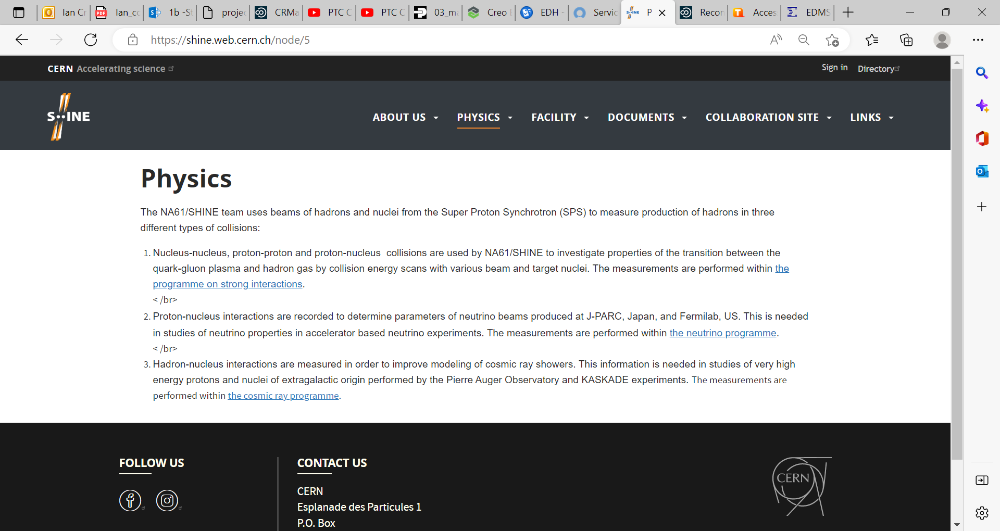 Ian Cr
Ian_cc
1b -St
projec
CRMa
PTC C
PTC C
03_ma
Creo
EDH -
Servic
P
Recon
Acces
EDMS
https://shine.web.cern.ch/node/5
CERN Accelerating science
Sign in
Directory
S••INE
ABOUT US
PHYSICS
FACILITY
DOCUMENTS
COLLABORATION SITE
LINKS
Physics
The NA61/SHINE team uses beams of hadrons and nuclei from the Super Proton Synchrotron (SPS) to measure production of hadrons in three
different types of collisions:
1. Nucleus-nucleus, proton-proton and proton-nucleus  collisions are used by NA61/SHINE to investigate properties of the transition between the
quark-gluon plasma and hadron gas by collision energy scans with various beam and target nuclei. The measurements are performed within the
programme on strong interactions.
< /br>
2. Proton-nucleus interactions are recorded to determine parameters of neutrino beams produced at J-PARC, Japan, and Fermilab, US. This is needed
in studies of neutrino properties in accelerator based neutrino experiments. The measurements are performed within the neutrino programme.
< /br>
3. Hadron-nucleus interactions are measured in order to improve modeling of cosmic ray showers. This information is needed in studies of very high
energy protons and nuclei of extragalactic origin performed by the Pierre Auger Observatory and KASKADE experiments. The measurements are
performed within the cosmic ray programme.
FOLLOW US
CONTACT US
CERN
Esplanade des Particules 1
P.O. Box
CERN